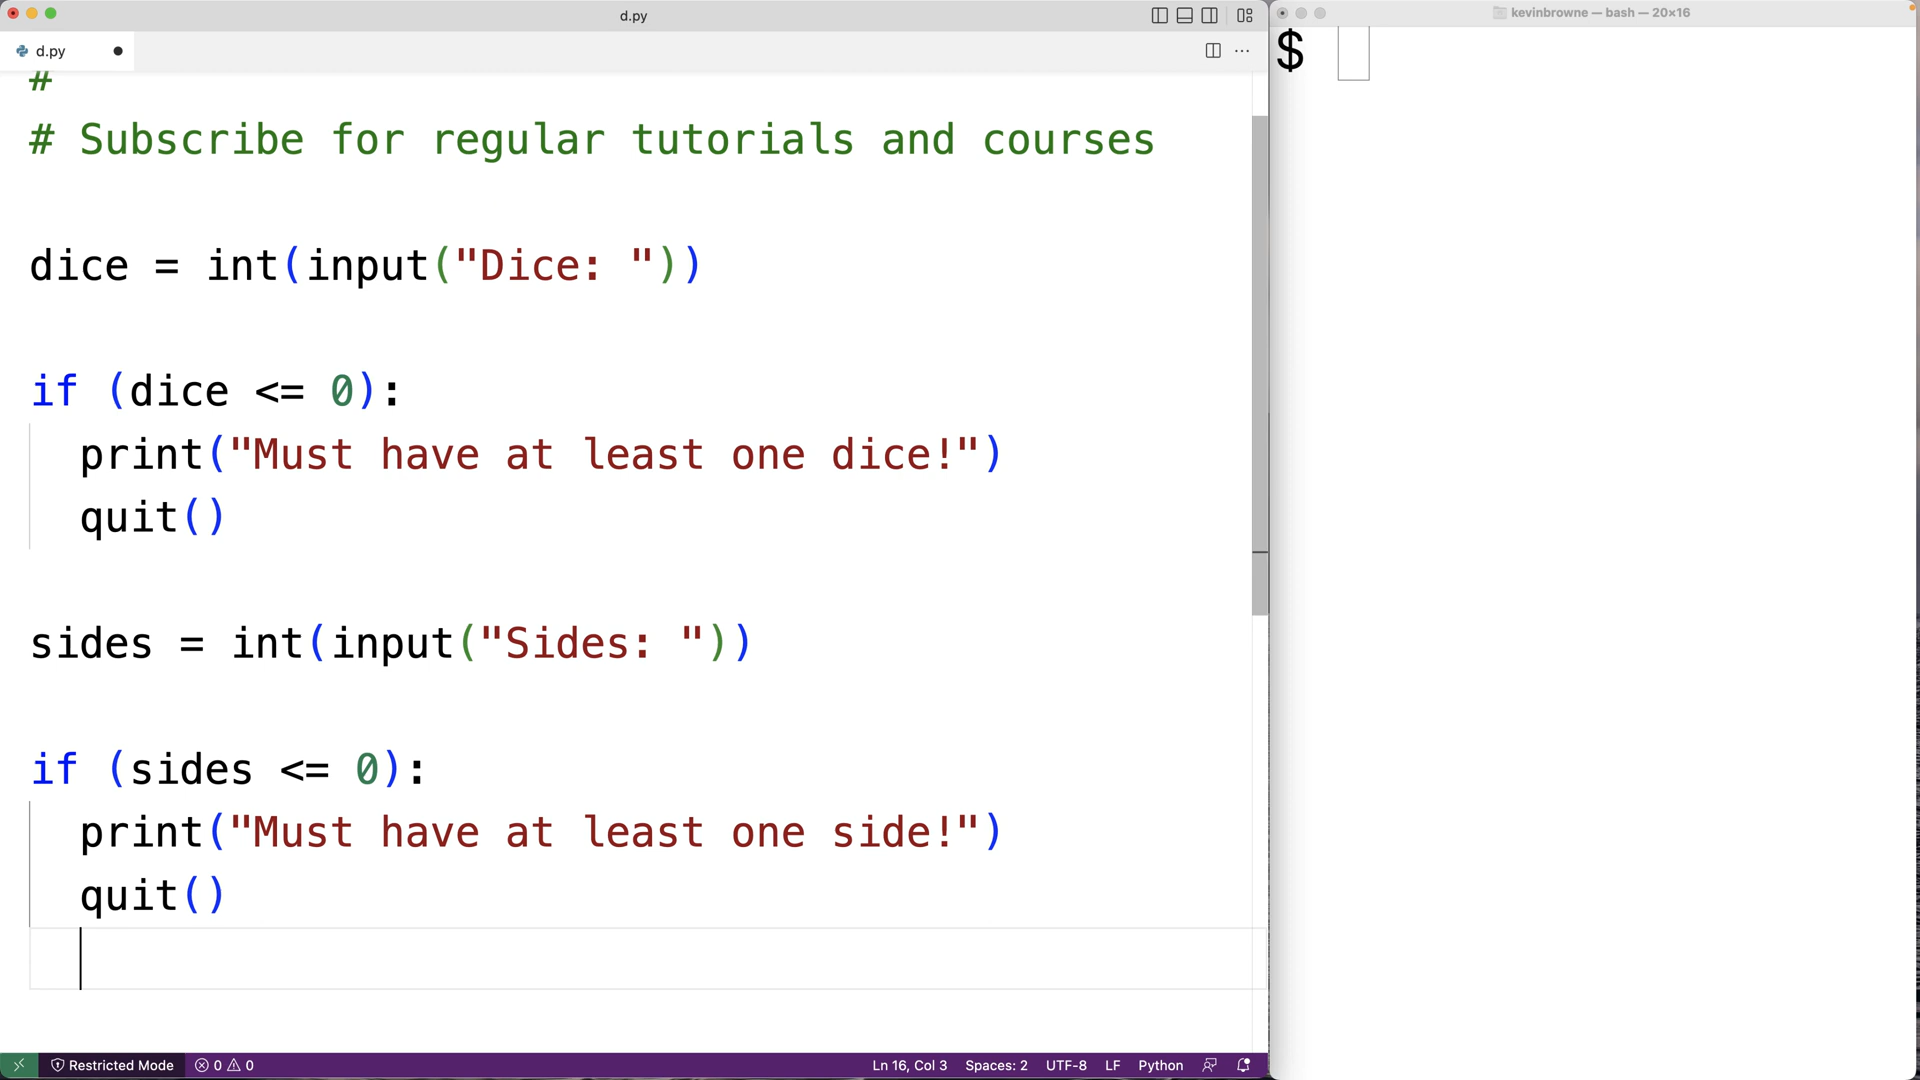 d.py
kevinbrowne — bash — 20×16
d.py
$
#
# Subscribe for regular tutorials and courses
dice = int(input("Dice: "))
if (dice <= 0):
print("Must have at least one dice!")
quit()
sides = int(input("Sides: "))
if (sides <= 0):
print("Must have at least one side!")
quit()
Restricted Mode 0 0 Ln 16, Col 3 Spaces: 2 UTF-8 LF Python